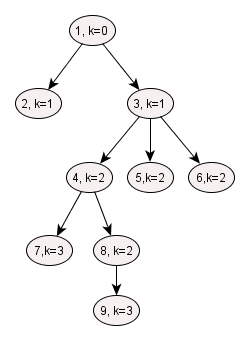 1, k=0
2, k=1
3, k=1
4, k=2
5,k=2
6,k=2
7,k=3
8, k=2
9, k=3